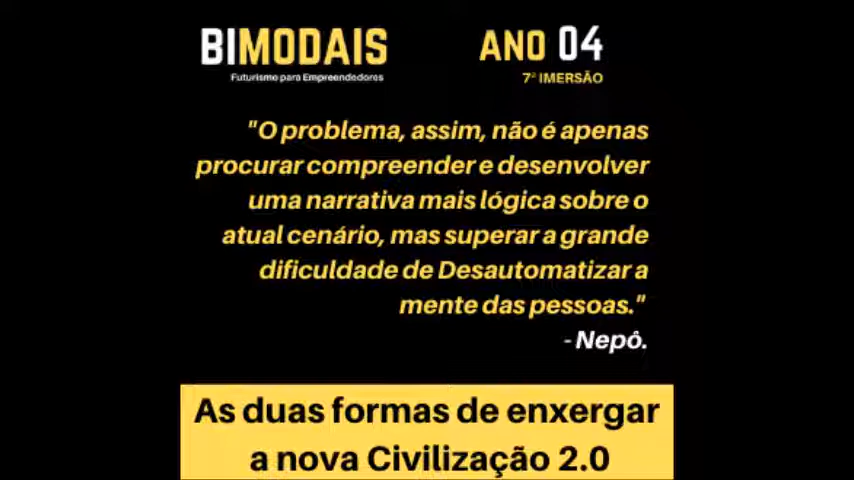 BIMODAIS
Futurismo para Empreendedores
ANO 04
7ª IMERSÃO
"O problema, assim, não é apenas
procurar compreender e desenvolver
uma narrativa mais lógica sobre o
atual cenário, mas superar a grande
dificuldade de Desautomatizar a
mente das pessoas."
- Nepô.
As duas formas de enxergar
a nova Civilização 2.0